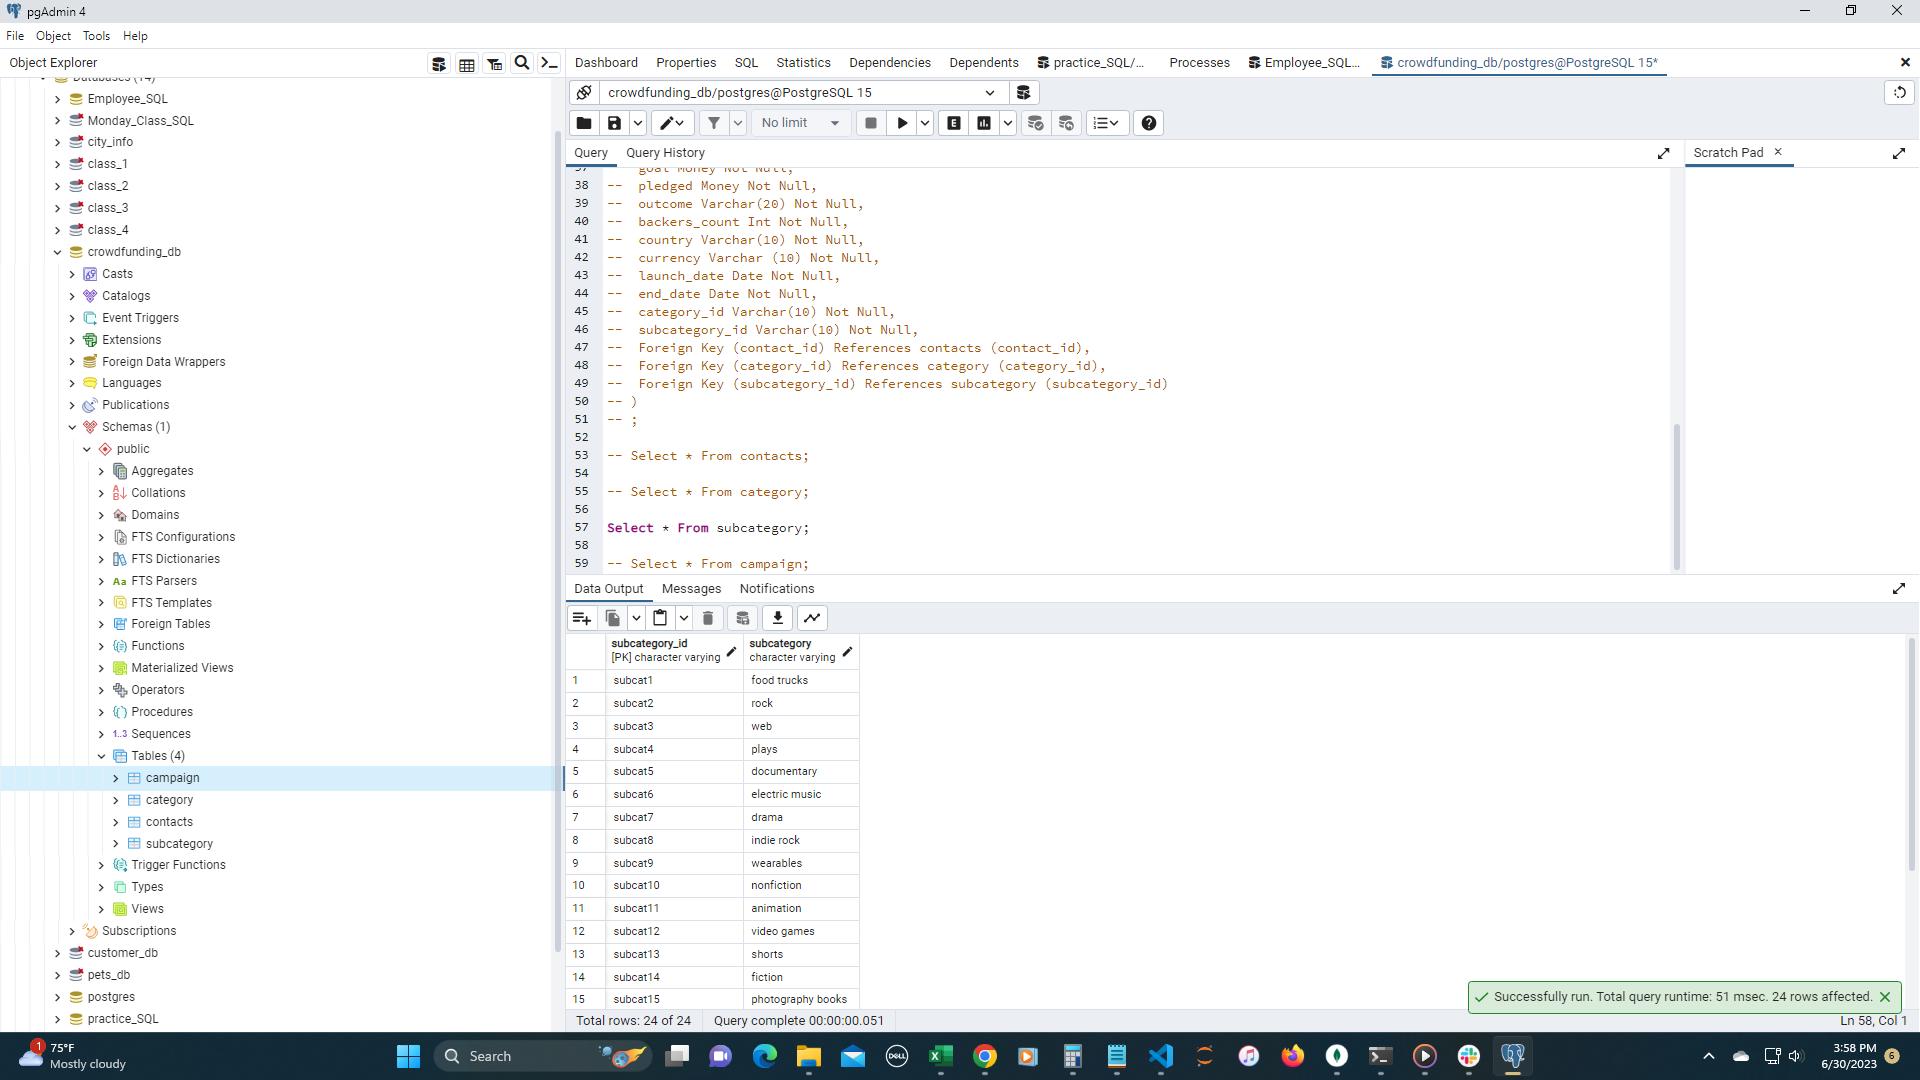 pgAdmin 4
File Object Tools Help
Object Explorer
Dashboard Properties SQL Statistics Dependencies Dependents practice_SQL/... Processes Employee_SQL... crowdfunding_db/postgres@PostgreSQL 15*
Databases (14)
Employee_SQL
Monday_Class_SQL
city_info
class_1
class_2
class_3
class_4
crowdfunding_db
Casts
Catalogs
Event Triggers
Extensions
Foreign Data Wrappers
Languages
Publications
Schemas (1)
public
Aggregates
Collations
Domains
FTS Configurations
FTS Dictionaries
Aa FTS Parsers
FTS Templates
Foreign Tables
Functions
Materialized Views
Operators
Procedures
1..3 Sequences
Tables (4)
campaign
category
contacts
subcategory
Trigger Functions
Types
Views
Subscriptions
customer_db
pets_db
postgres
practice_SQL
crowdfunding_db/postgres@PostgreSQL 15
No limit
E
Query Query History
Scratch Pad
37 goal Money Not Null,
38 -- pledged Money Not Null,
39 -- outcome Varchar(20) Not Null,
40 -- backers_count Int Not Null,
41 -- country Varchar(10) Not Null,
42 -- currency Varchar (10) Not Null,
43 -- launch_date Date Not Null,
44 -- end_date Date Not Null,
45 -- category_id Varchar(10) Not Null,
46 -- subcategory_id Varchar(10) Not Null,
47 -- Foreign Key (contact_id) References contacts (contact_id),
48 -- Foreign Key (category_id) References category (category_id),
49 -- Foreign Key (subcategory_id) References subcategory (subcategory_id)
50 -- )
51 -- ;
52
53 -- Select * From contacts;
54
55 -- Select * From category;
56
57 Select * From subcategory;
58
59 -- Select * From campaign;
Data Output Messages Notifications
subcategory_id subcategory
[PK] character varying character varying
1 subcat1 food trucks
2 subcat2 rock
3 subcat3 web
4 subcat4 plays
5 subcat5 documentary
6 subcat6 electric music
7 subcat7 drama
8 subcat8 indie rock
9 subcat9 wearables
10 subcat10 nonfiction
11 subcat11 animation
12 subcat12 video games
13 subcat13 shorts
14 subcat14 fiction
15 subcat15 photography books
Successfully run. Total query runtime: 51 msec. 24 rows affected.
Total rows: 24 of 24 Query complete 00:00:00.051
Ln 58, Col 1
1
75°F
Mostly cloudy
Search
DELL
3:58 PM
6/30/2023
6